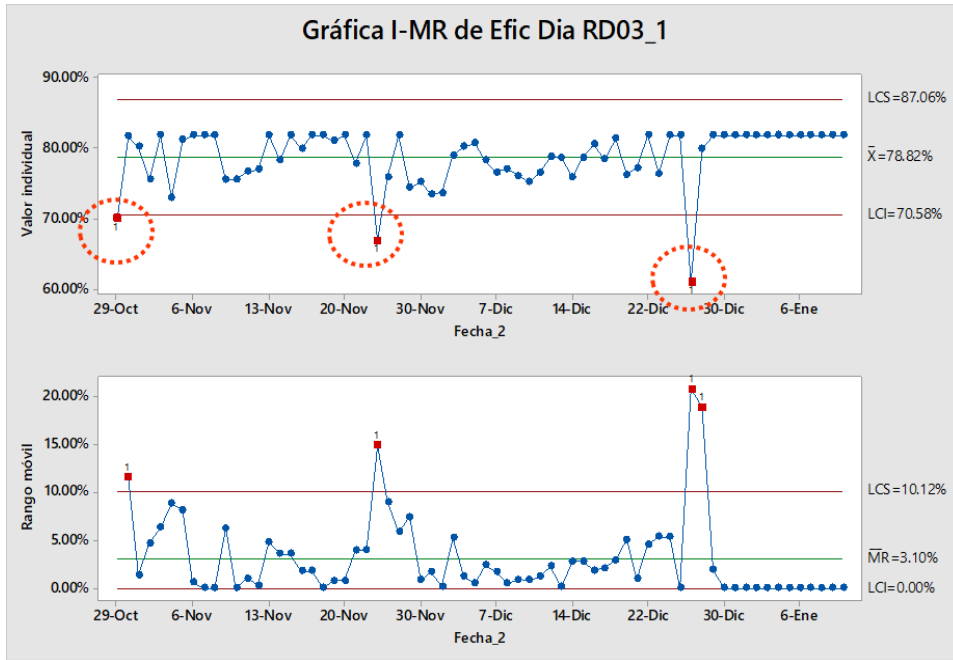 Gráfica I-MR de Efic Dia RD03_1
90.00%
80.00%
70.00%
60.00%
Valor individual
LCS=87.06%
X̅=78.82%
LCI=70.58%
1
1
1
29-Oct 6-Nov 13-Nov 20-Nov 30-Nov 7-Dic 14-Dic 22-Dic 30-Dic 6-Ene
Fecha_2
20.00%
15.00%
10.00%
5.00%
0.00%
Rango móvil
1
1
1
1
LCS=10.12%
M̅R̅=3.10%
LCI=0.00%
29-Oct 6-Nov 13-Nov 20-Nov 30-Nov 7-Dic 14-Dic 22-Dic 30-Dic 6-Ene
Fecha_2